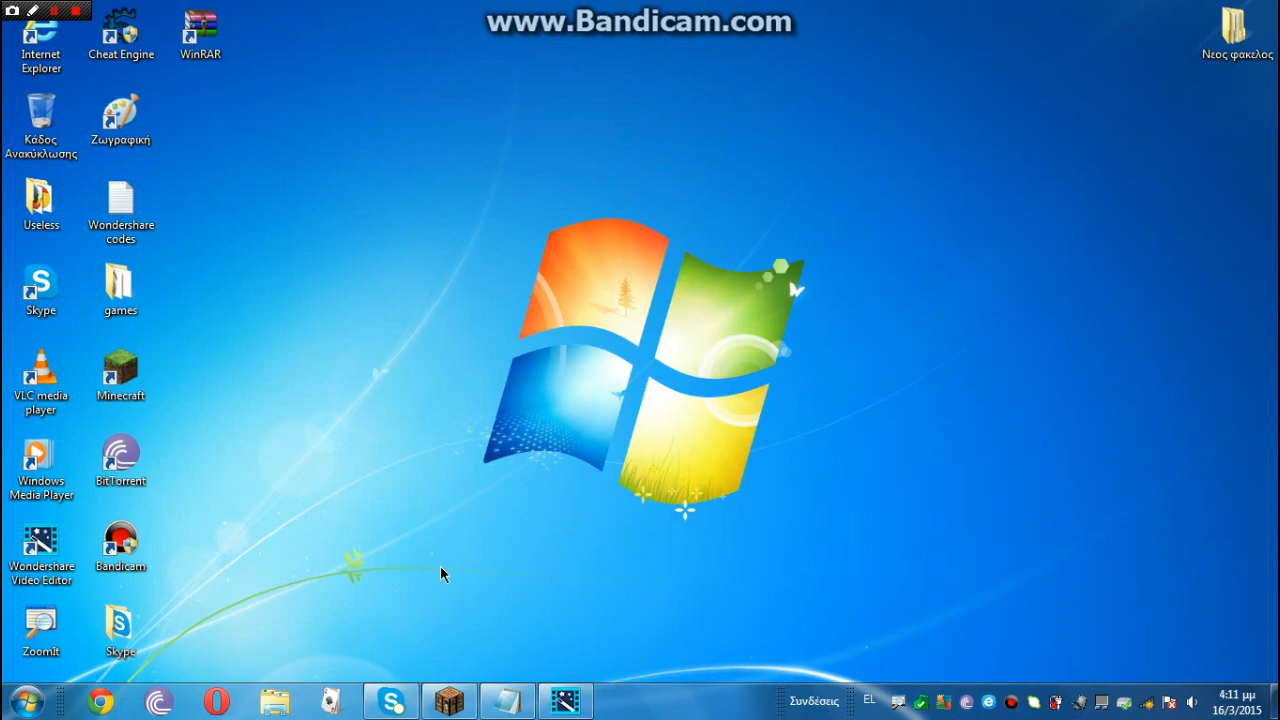 www.Bandicam.com
Internet
Explorer
Cheat Engine
WinRAR
Νεος φακελος
Κάδος
Ανακύκλωσης
Ζωγραφική
Useless
Wondershare
codes
Skype
games
VLC media
player
Minecraft
Windows
Media Player
BitTorrent
Wondershare
Video Editor
Bandicam
ZoomIt
Skype
Συνδέσεις
EL
4:11 μμ
16/3/2015